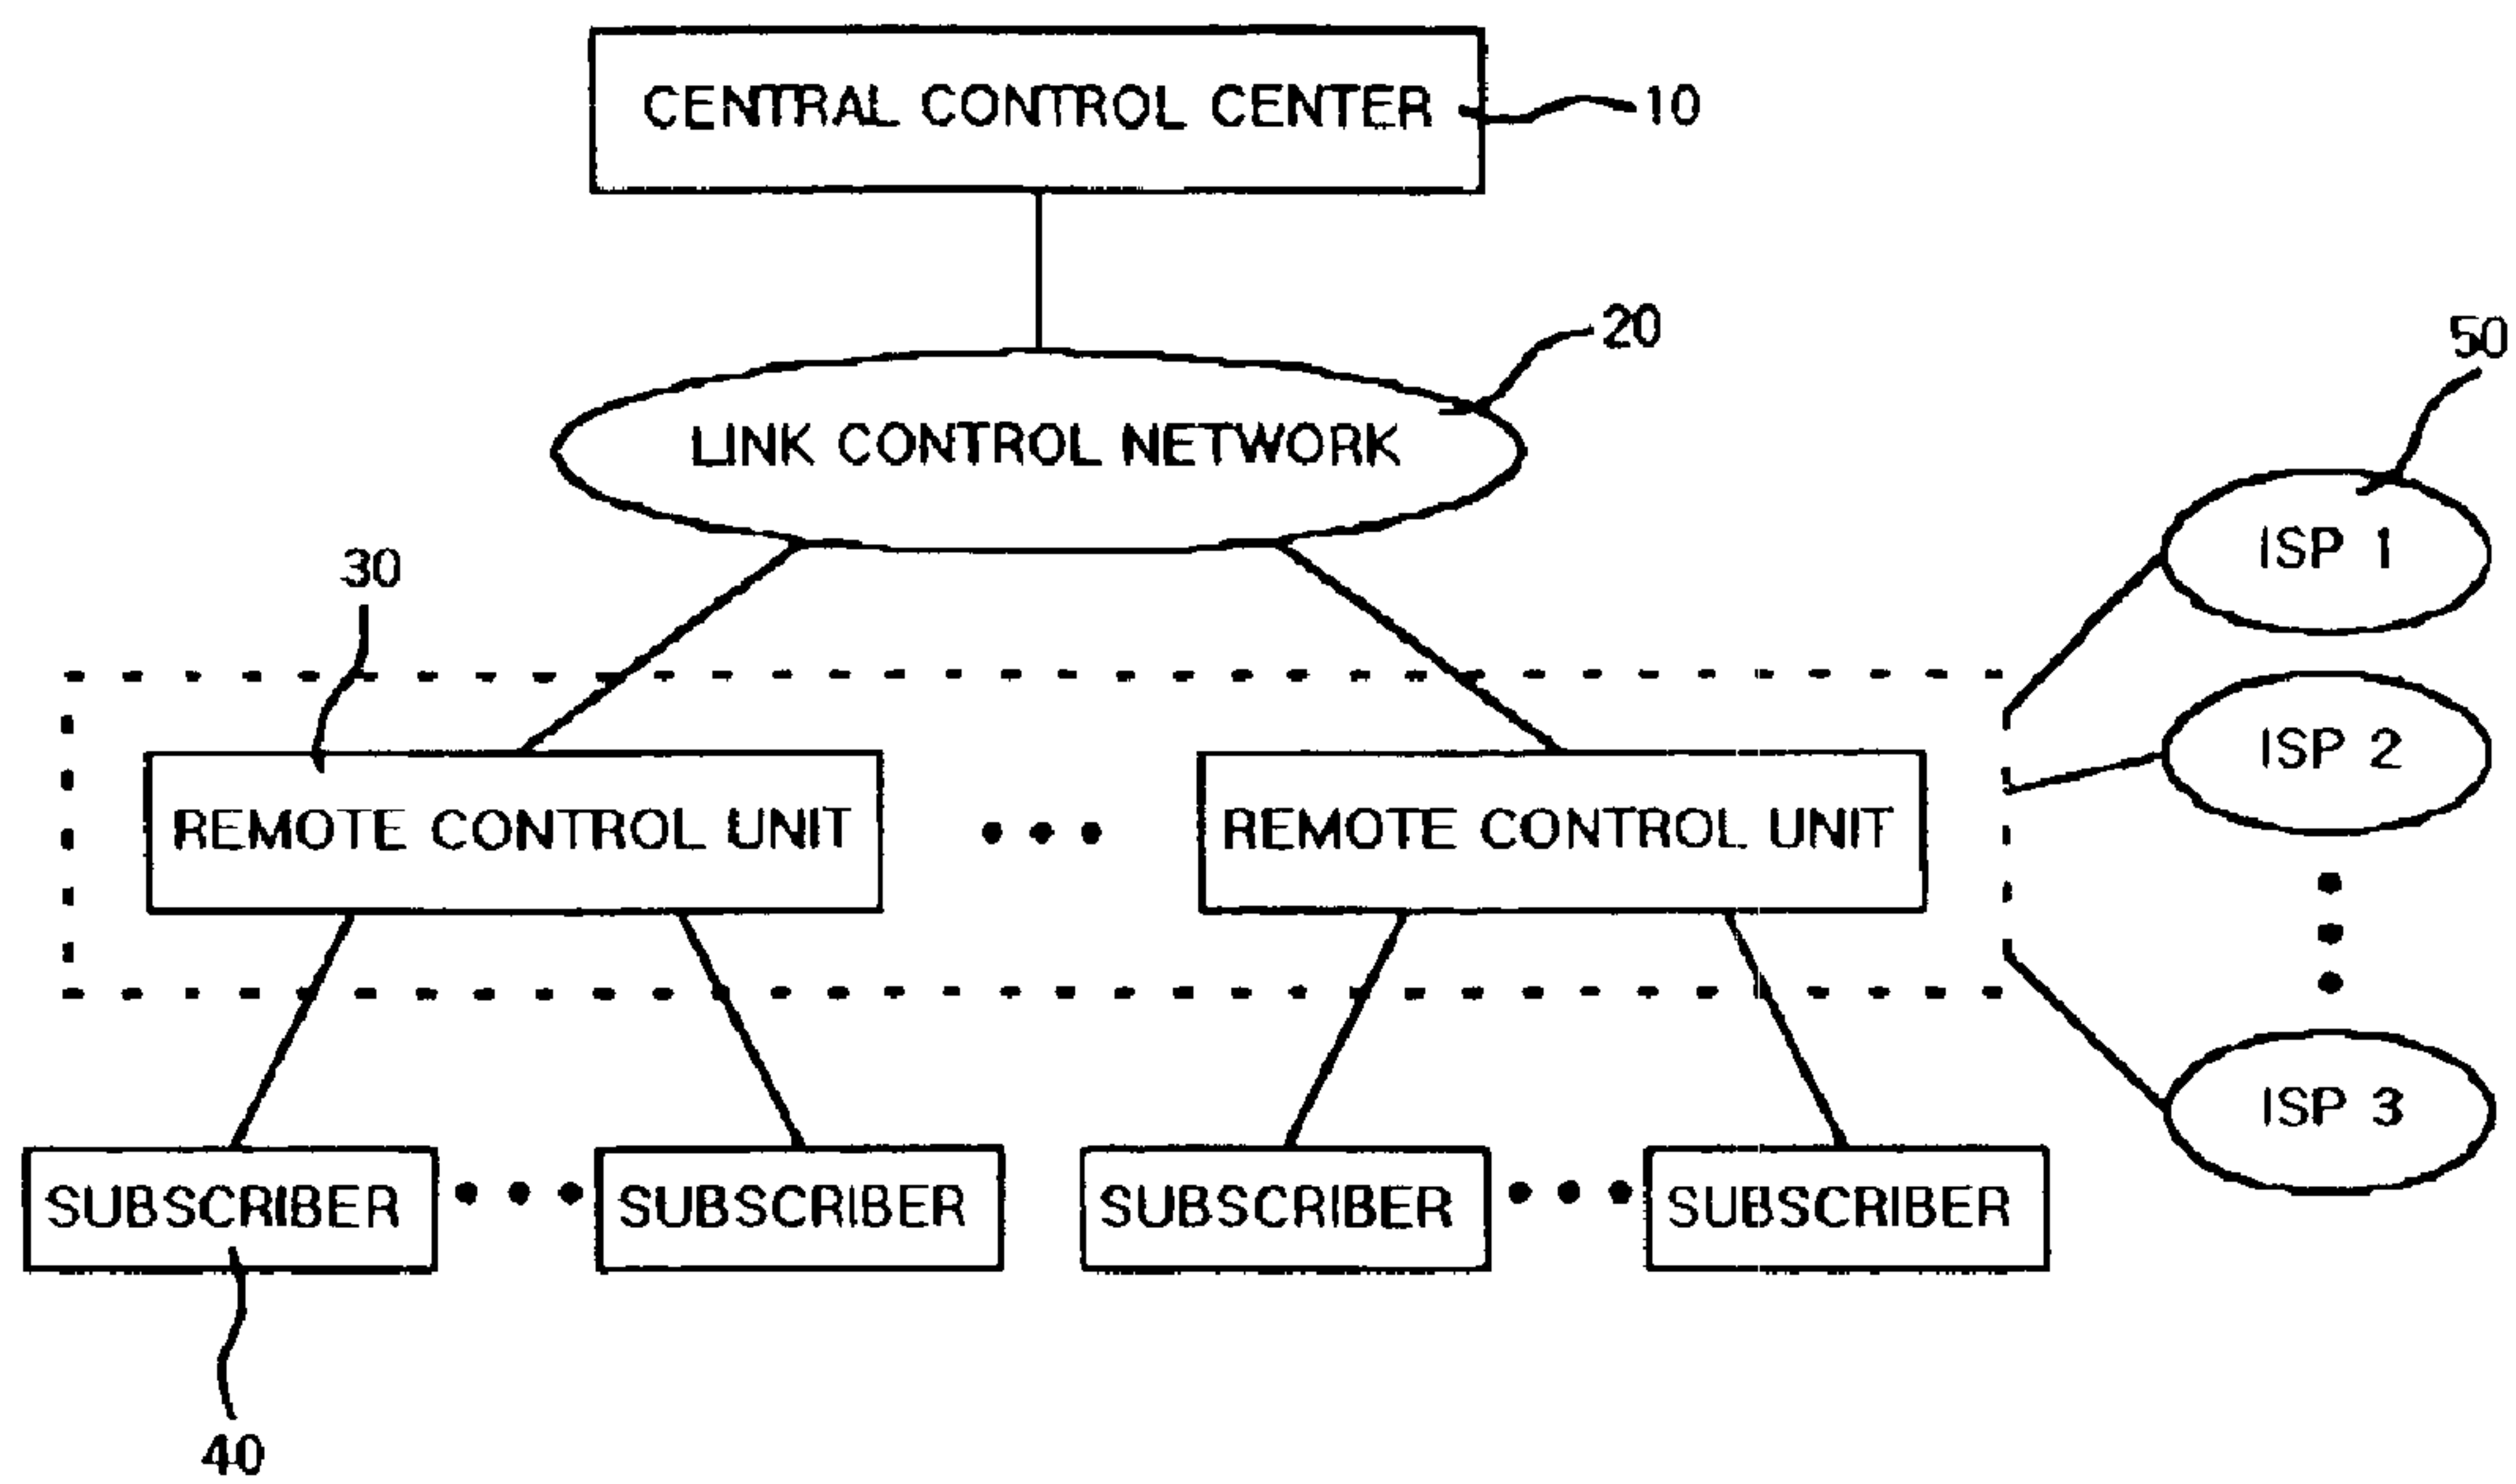 CENTRAL CONTROL CENTER
10
20
LINK CONTROL NETWORK
50
30
ISP 1
ISP 2
REMOTE CONTROL UNIT
REMOTE CONTROL UNIT
ISP 3
SUBSCRIBER
SUBSCRIBER
SUBSCRIBER
SUBSCRIBER
40